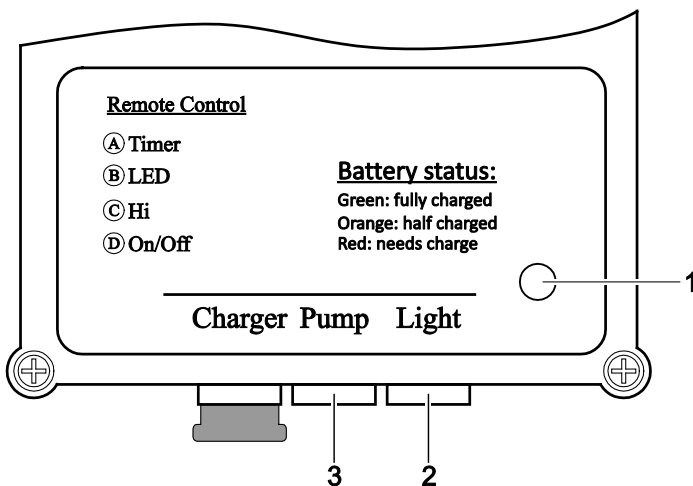 Remote Control
Ⓐ Timer
Ⓑ LED
Ⓒ Hi
Ⓓ On/Off
Battery status:
Green: fully charged
Orange: half charged
Red: needs charge
1
Charger Pump Light
3 2